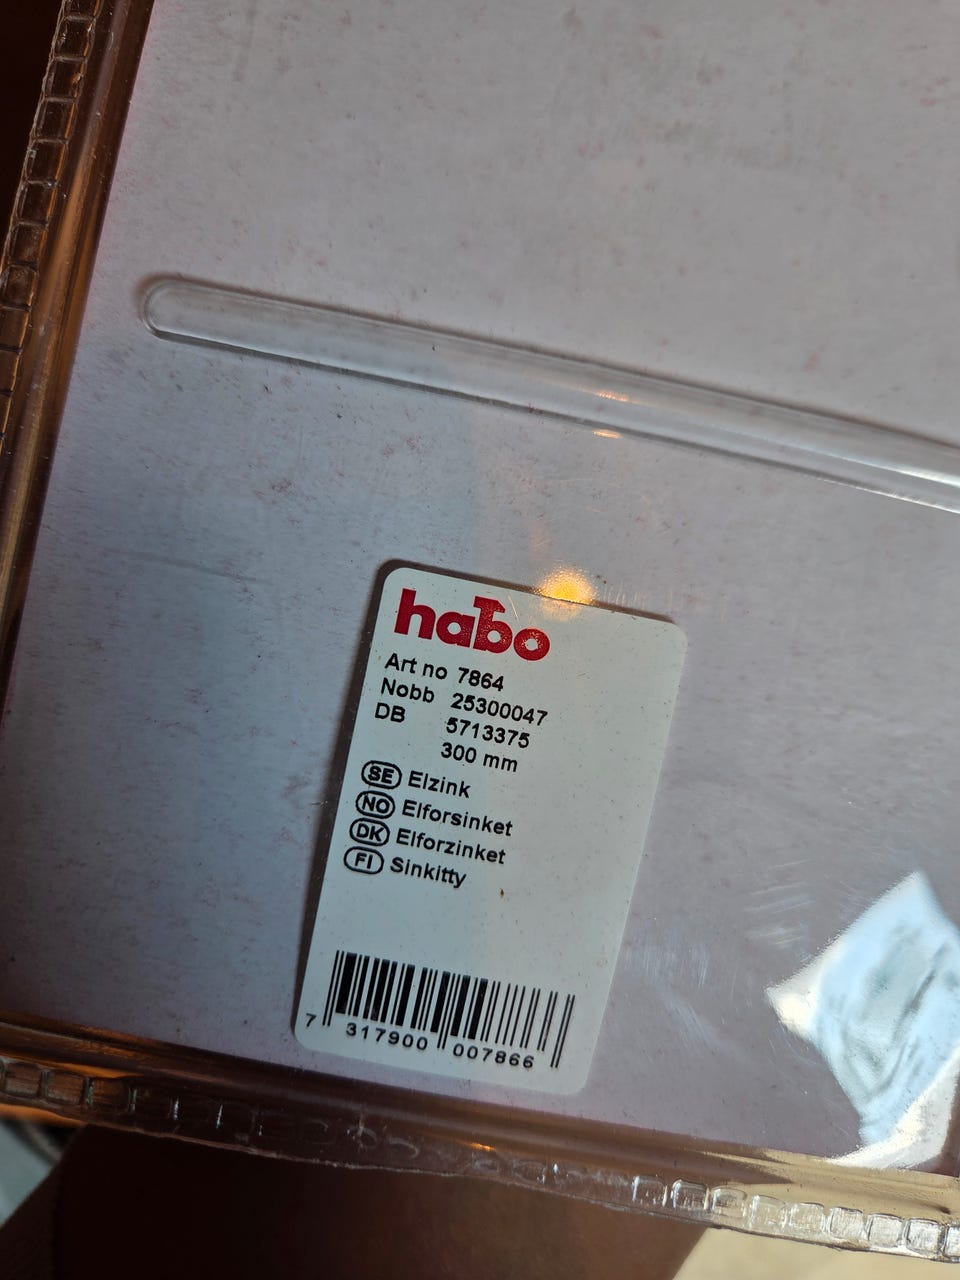 habo
Art no 7864
Nobb 25300047
DB 5713375
300 mm
SE Elzink
NO Elforsinket
DK Elforzinket
FI Sinkitty
7 317900 007866